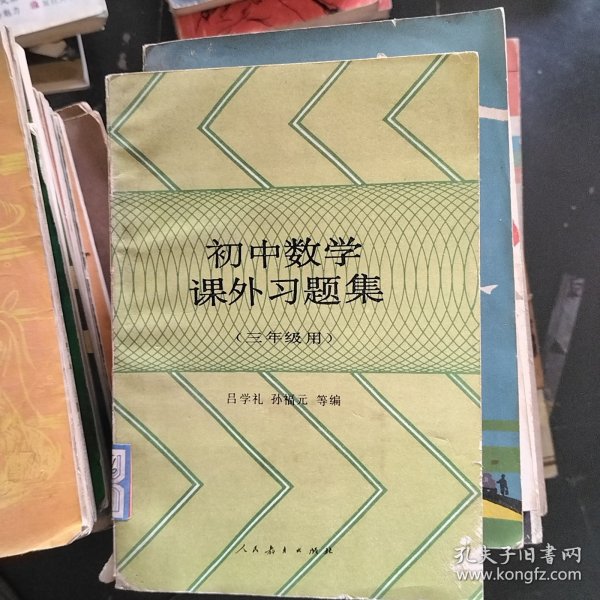 初中数学
课外习题集
（三年级用）
吕学礼 孙福元 等编
人民教育出版社
孔夫子旧书网
www.kongfz.com